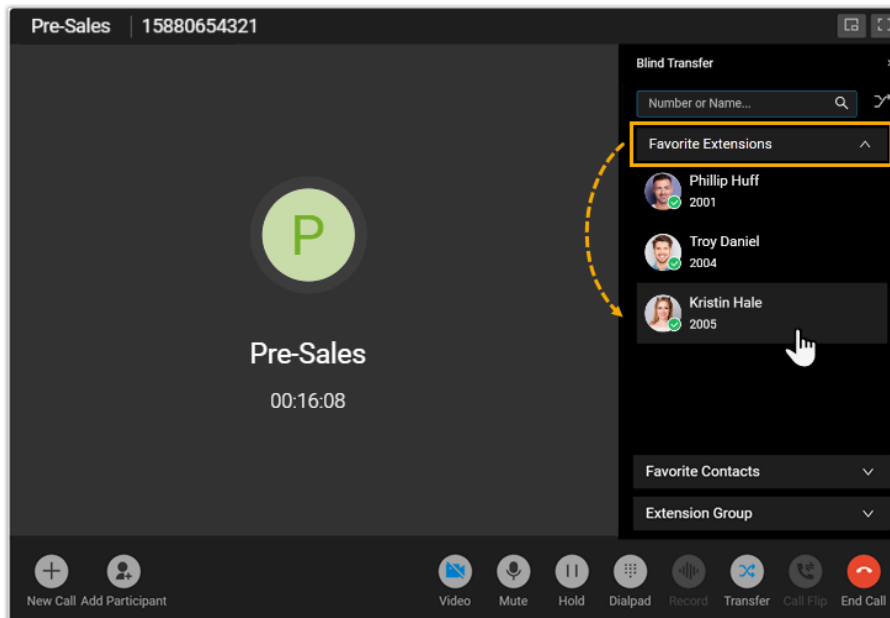 Pre-Sales 15880654321
Blind Transfer
Number or Name...
Favorite Extensions
Phillip Huff
2001
Troy Daniel
2004
Kristin Hale
2005
P
Pre-Sales
00:16:08
Favorite Contacts
Extension Group
New Call Add Participant Video Mute Hold Dialpad Record Transfer Call Flip End Call